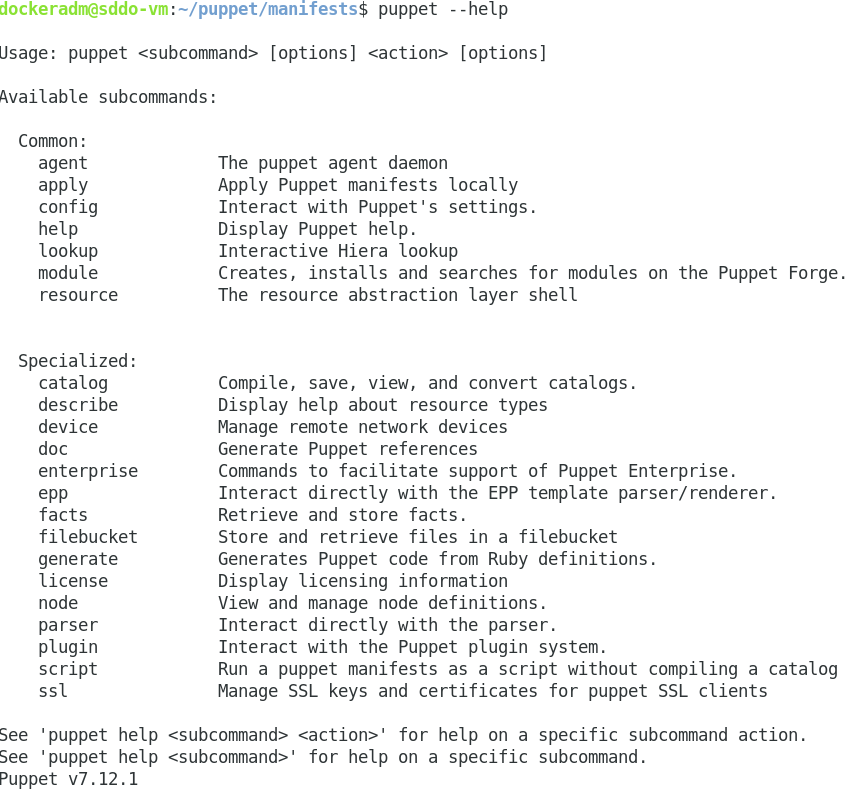 dockeradm@sddo-vm:~/puppet/manifests$ puppet --help
Usage: puppet <subcommand> [options] <action> [options]
Available subcommands:
Common:
agent The puppet agent daemon
apply Apply Puppet manifests locally
config Interact with Puppet's settings.
help Display Puppet help.
lookup Interactive Hiera lookup
module Creates, installs and searches for modules on the Puppet Forge.
resource The resource abstraction layer shell
Specialized:
catalog Compile, save, view, and convert catalogs.
describe Display help about resource types
device Manage remote network devices
doc Generate Puppet references
enterprise Commands to facilitate support of Puppet Enterprise.
epp Interact directly with the EPP template parser/renderer.
facts Retrieve and store facts.
filebucket Store and retrieve files in a filebucket
generate Generates Puppet code from Ruby definitions.
license Display licensing information
node View and manage node definitions.
parser Interact directly with the parser.
plugin Interact with the Puppet plugin system.
script Run a puppet manifests as a script without compiling a catalog
ssl Manage SSL keys and certificates for puppet SSL clients
See 'puppet help <subcommand> <action>' for help on a specific subcommand action.
See 'puppet help <subcommand>' for help on a specific subcommand.
Puppet v7.12.1